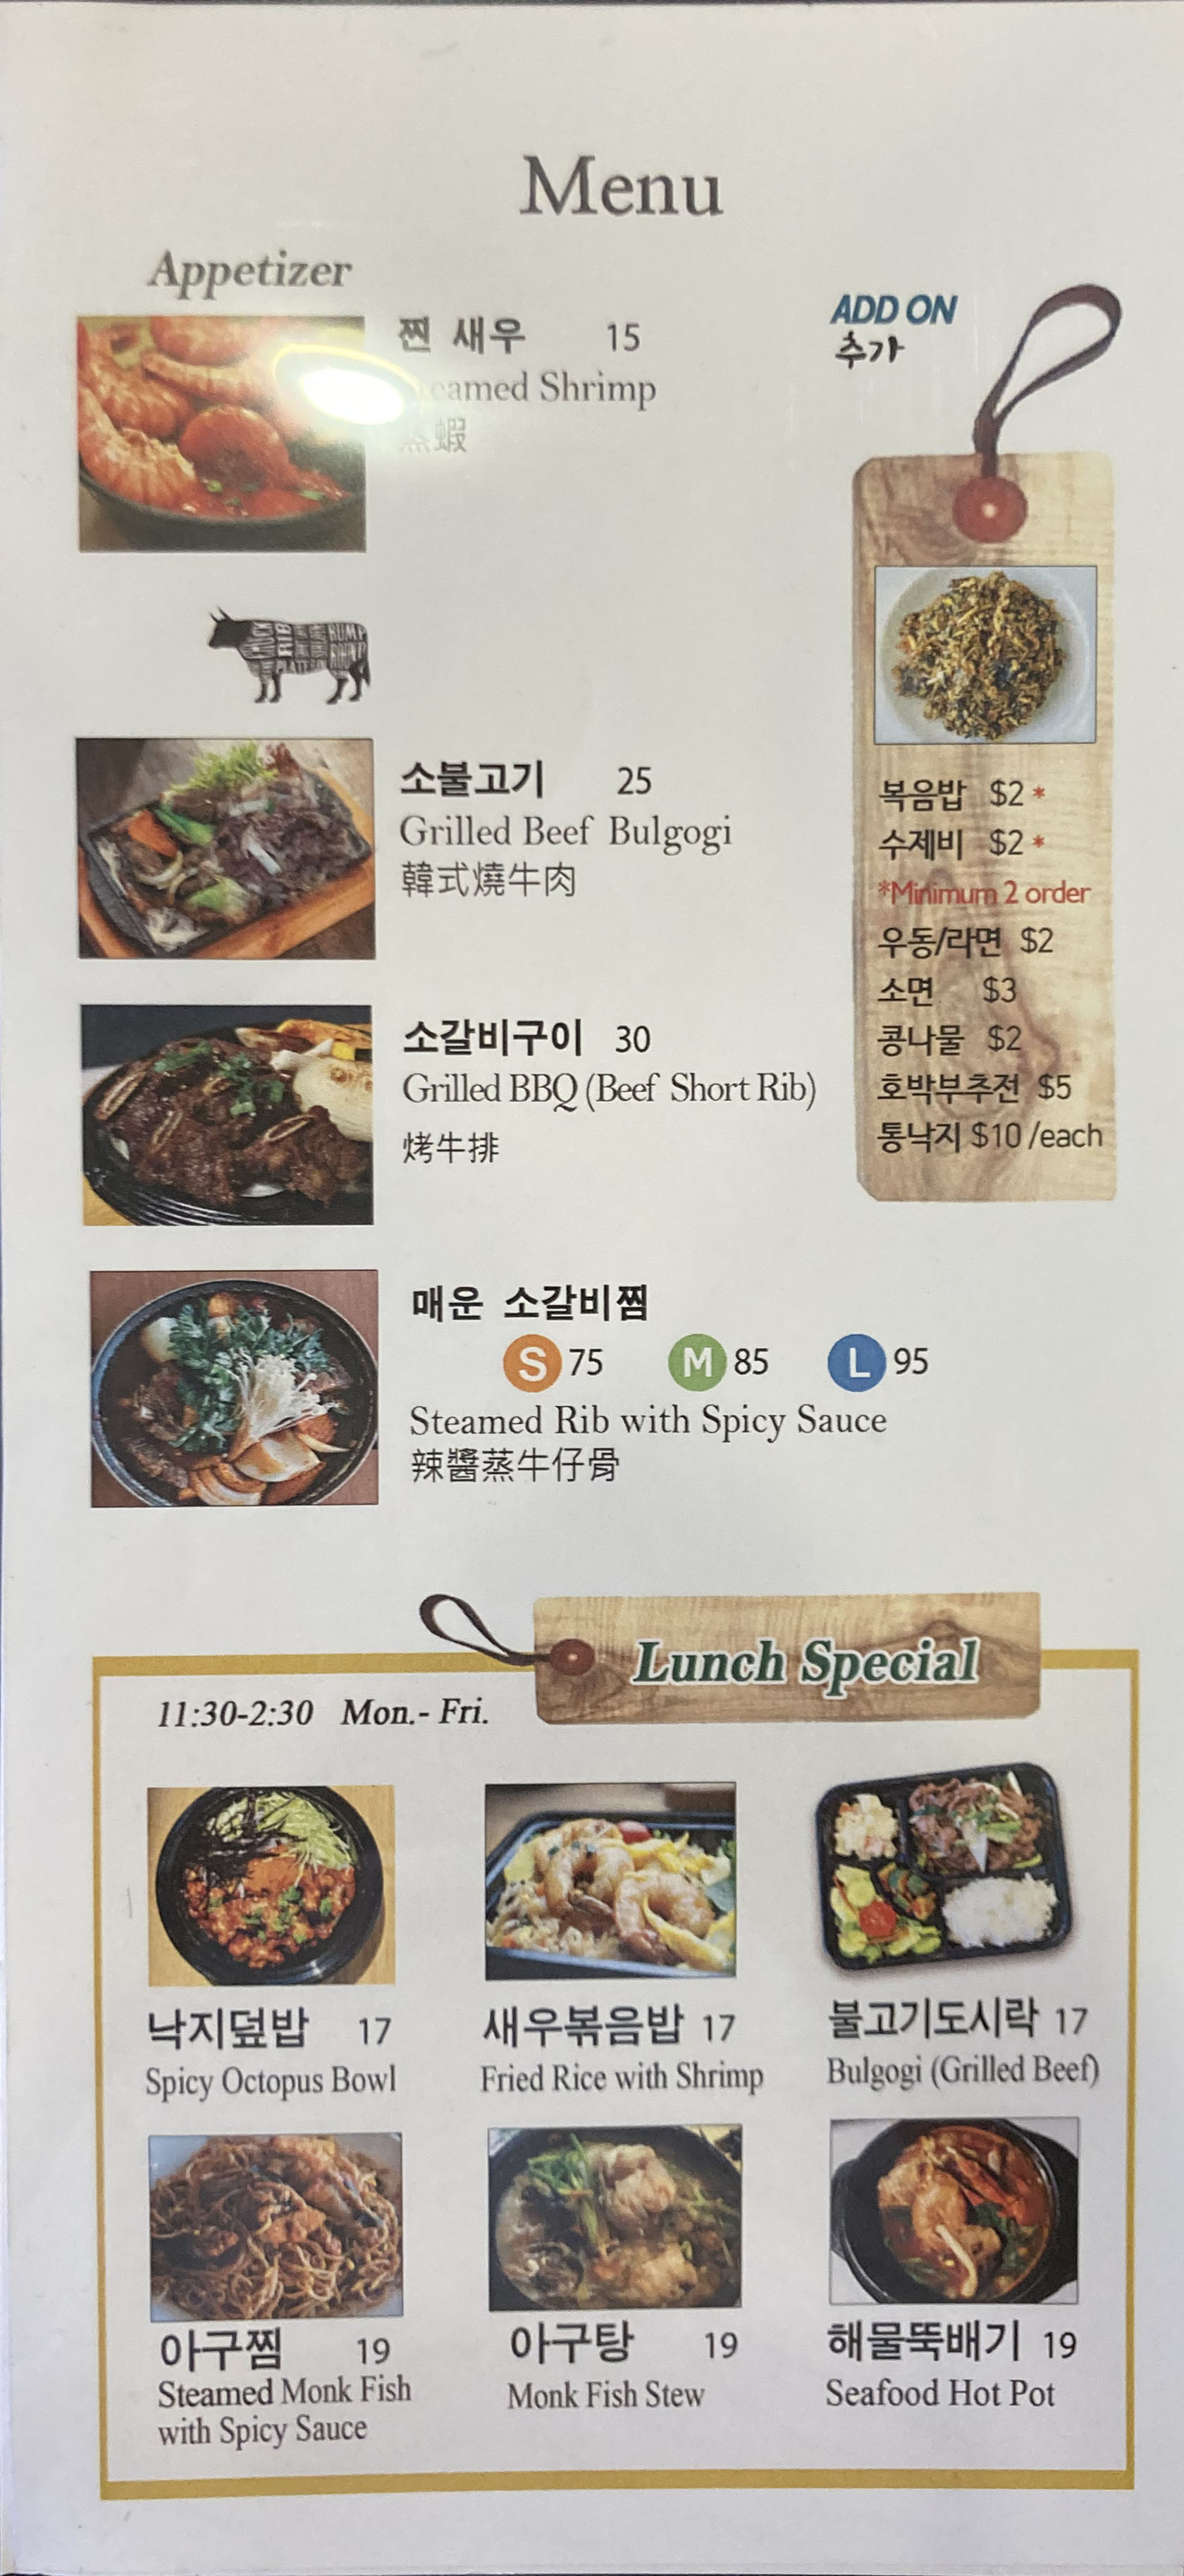 Menu
Appetizer
찐 새우 15
Steamed Shrimp
蒸蝦
ADD ON
추가
복음밥 $2 *
수제비 $2 *
*Minimum 2 order
우동/라면 $2
소면 $3
콩나물 $2
호박부추전 $5
통낙지 $10 /each
RIB
RUMP
소불고기 25
Grilled Beef Bulgogi
韓式燒牛肉
소갈비구이 30
Grilled BBQ (Beef Short Rib)
烤牛排
매운 소갈비찜
S 75 M 85 L 95
Steamed Rib with Spicy Sauce
辣醬蒸牛仔骨
Lunch Special
11:30-2:30 Mon.- Fri.
낙지덮밥 17
Spicy Octopus Bowl
새우볶음밥 17
Fried Rice with Shrimp
불고기도시락 17
Bulgogi (Grilled Beef)
아구찜 19
Steamed Monk Fish
with Spicy Sauce
아구탕 19
Monk Fish Stew
해물뚝배기 19
Seafood Hot Pot